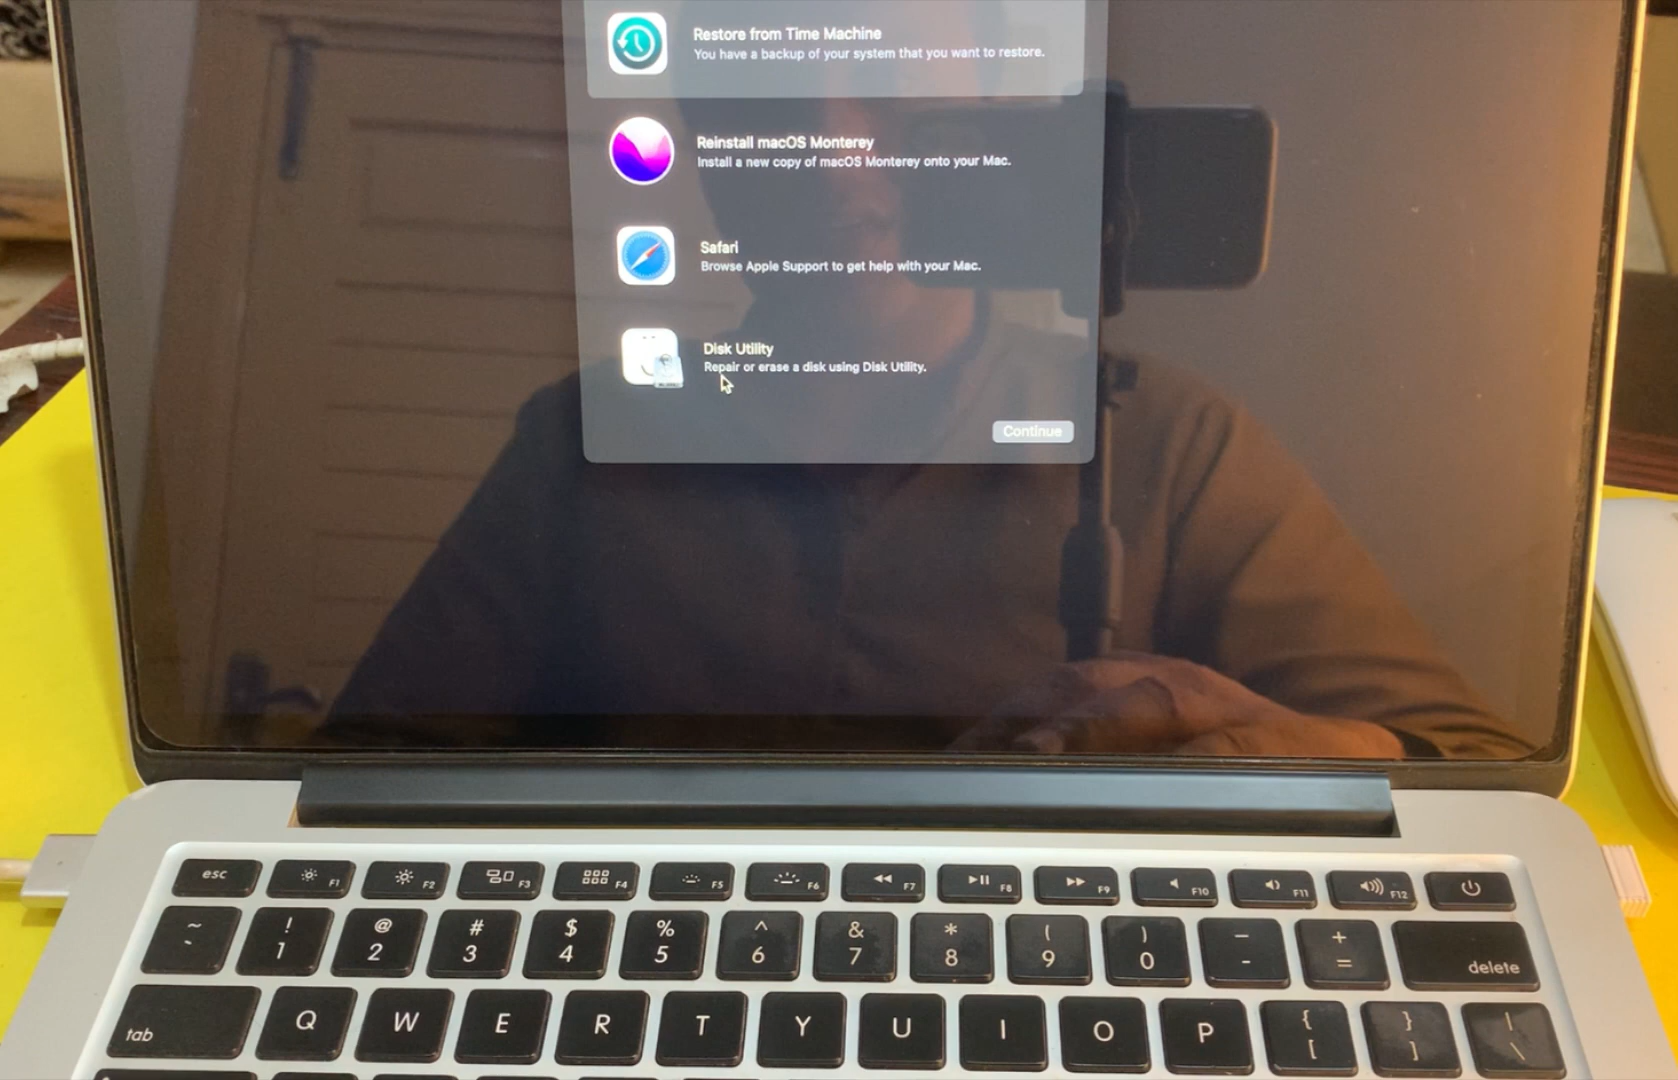 Restore from Time Machine
You have a backup of your system that you want to restore.
Reinstall macOS Monterey
Install a new copy of macOS Monterey onto your Mac.
Safari
Browse Apple Support to get help with your Mac.
Disk Utility
Repair or erase a disk using Disk Utility.
Continue
esc F1 F2 F3 F4 F5 F6 F7 F8 F9 F10 F11 F12
~ ! @ # $ % ^ & * ( ) — +
` 1 2 3 4 5 6 7 8 9 0 - = delete
tab Q W E R T Y U I O P { } |
[ ] \